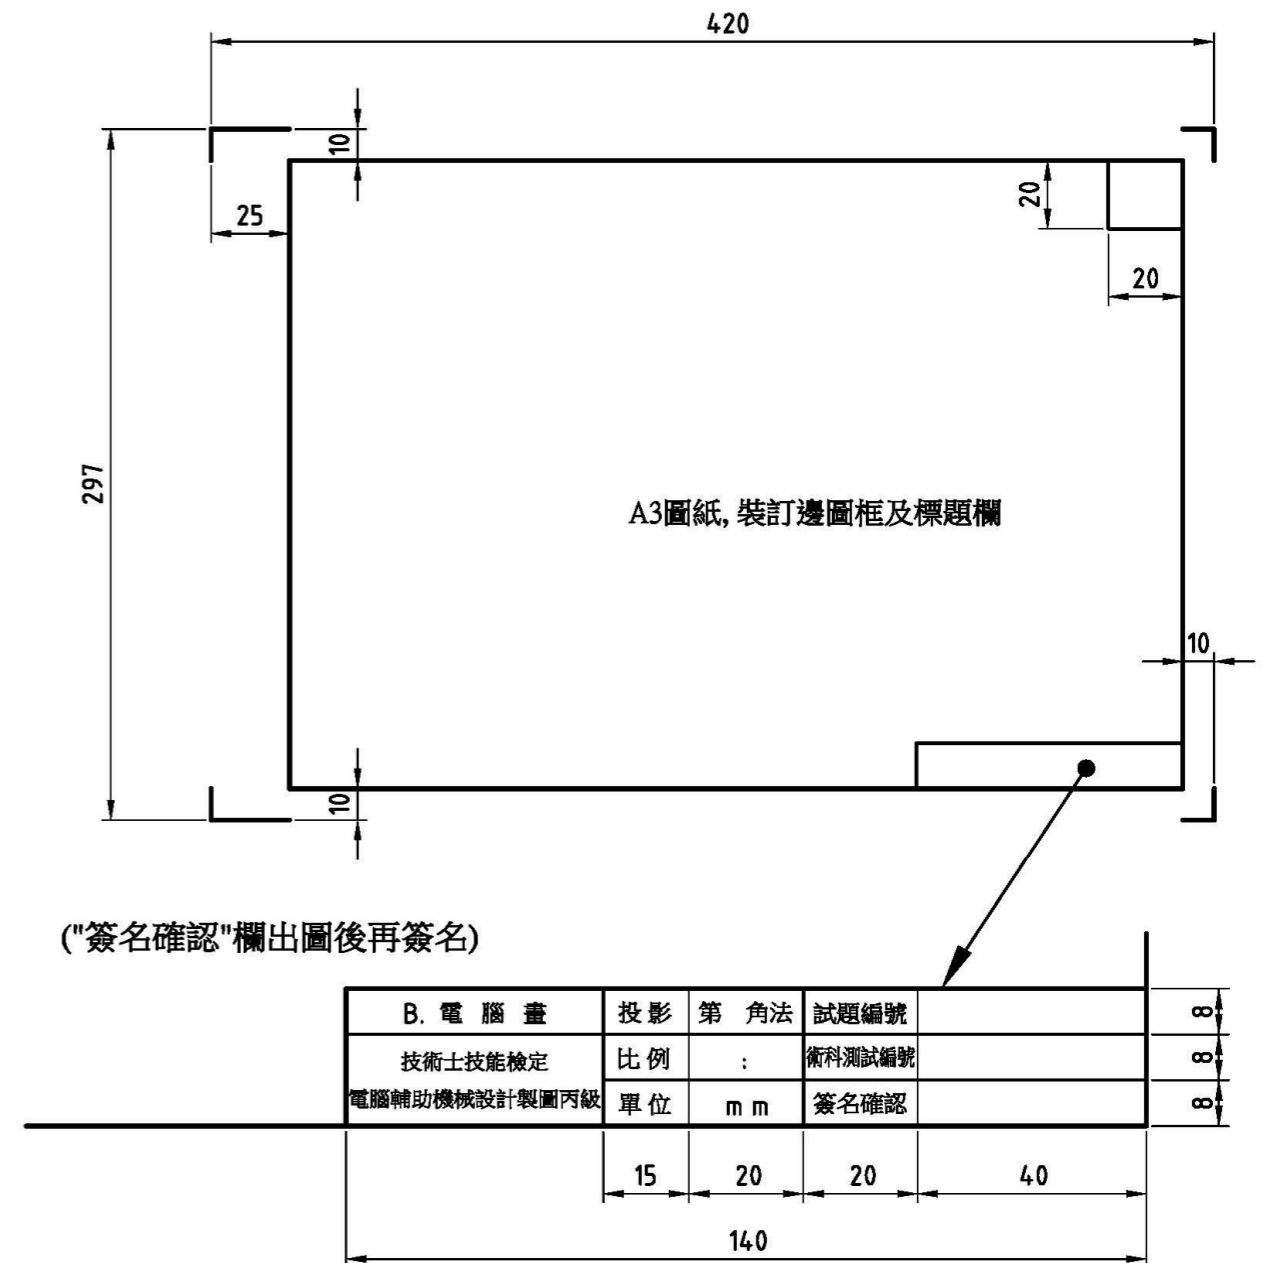 420
10
20
25
20
297
A3圖紙, 裝訂邊圖框及標題欄
10
10
("簽名確認"欄出圖後再簽名)
B. 電 腦 畫 投影 第 角法 試題編號 8
技術士技能檢定 比例 : 術科測試編號 8
電腦輔助機械設計製圖丙級 單位 m m 簽名確認 8
15 20 20 40
140